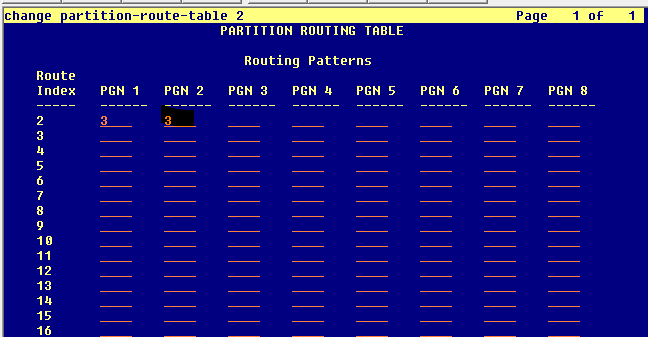 change partition-route-table 2 Page 1 of 1
PARTITION ROUTING TABLE
Routing Patterns
Route
Index PGN 1 PGN 2 PGN 3 PGN 4 PGN 5 PGN 6 PGN 7 PGN 8
----- ------ ------ ------ ------ ------ ------ ------ ------
2 3 3
3
4
5
6
7
8
9
10
11
12
13
14
15
16